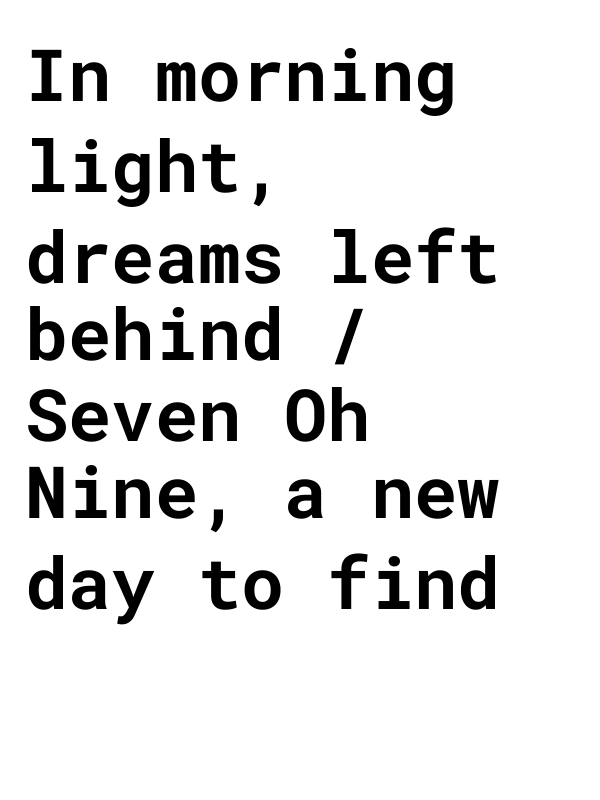 In morning
light,
dreams left
behind /
Seven Oh
Nine, a new
day to find